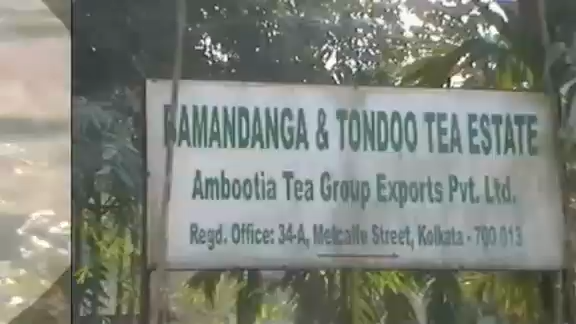 BAMANDANGA & TONDOO TEA ESTATE
Ambootia Tea Group Exports Pvt. Ltd.
Regd. Office: 34-A, Metcalfe Street, Kolkata - 700 013